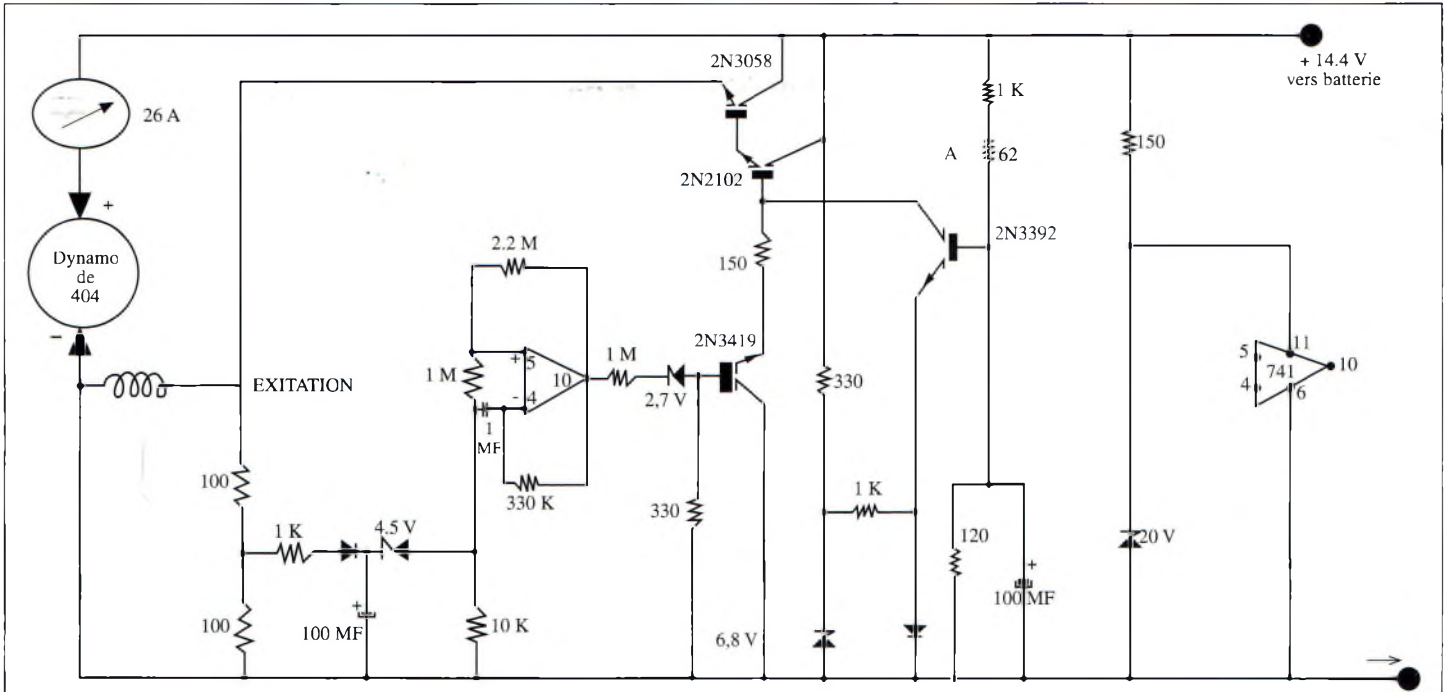 2N3058
+ 14.4 V
vers batterie
26 A
1 K
A
62
150
2N2102
+
2N3392
Dynamo
de
404
-
2.2 M
150
2N3419
1 M
+
5
10
-
4
1 M
2,7 V
330
1
MF
5
4
741
11
6
10
EXITATION
100
330 K
330
1 K
1 K
4.5 V
120
20 V
+
100 MF
+
100 MF
100
10 K
6,8 V